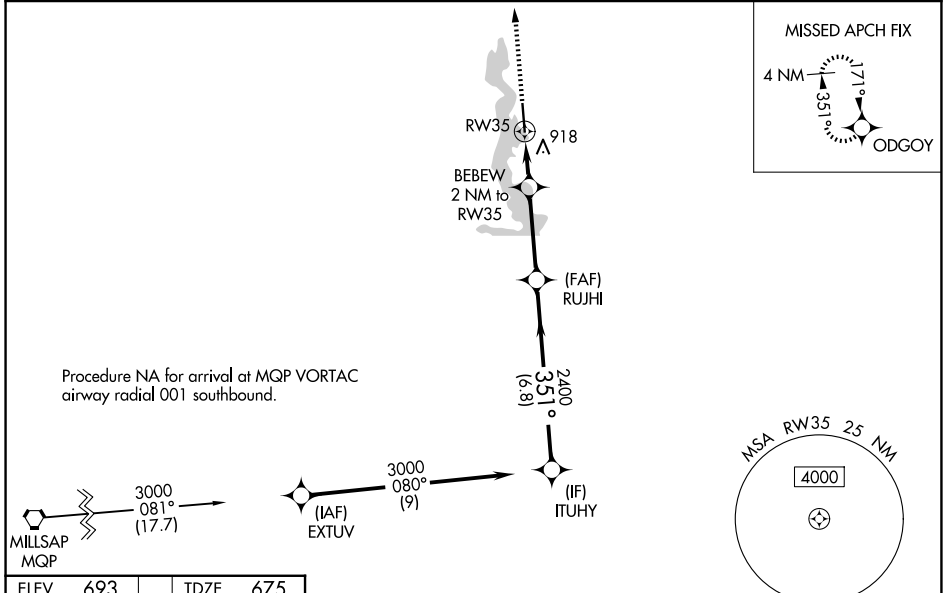 MISSED APCH FIX
4 NM
171°
351°
ODGOY
RW35
918
BEBEW
2 NM to
RW35
(FAF)
RUJHI
Procedure NA for arrival at MQP VORTAC
airway radial 001 southbound.
2400
351°
(6.8)
MSA RW35 25 NM
4000
3000
080°
(9)
(IF)
ITUHY
3000
081°
(17.7)
(IAF)
EXTUV
MILLSAP
MQP
ELEV 693 TDZE 675